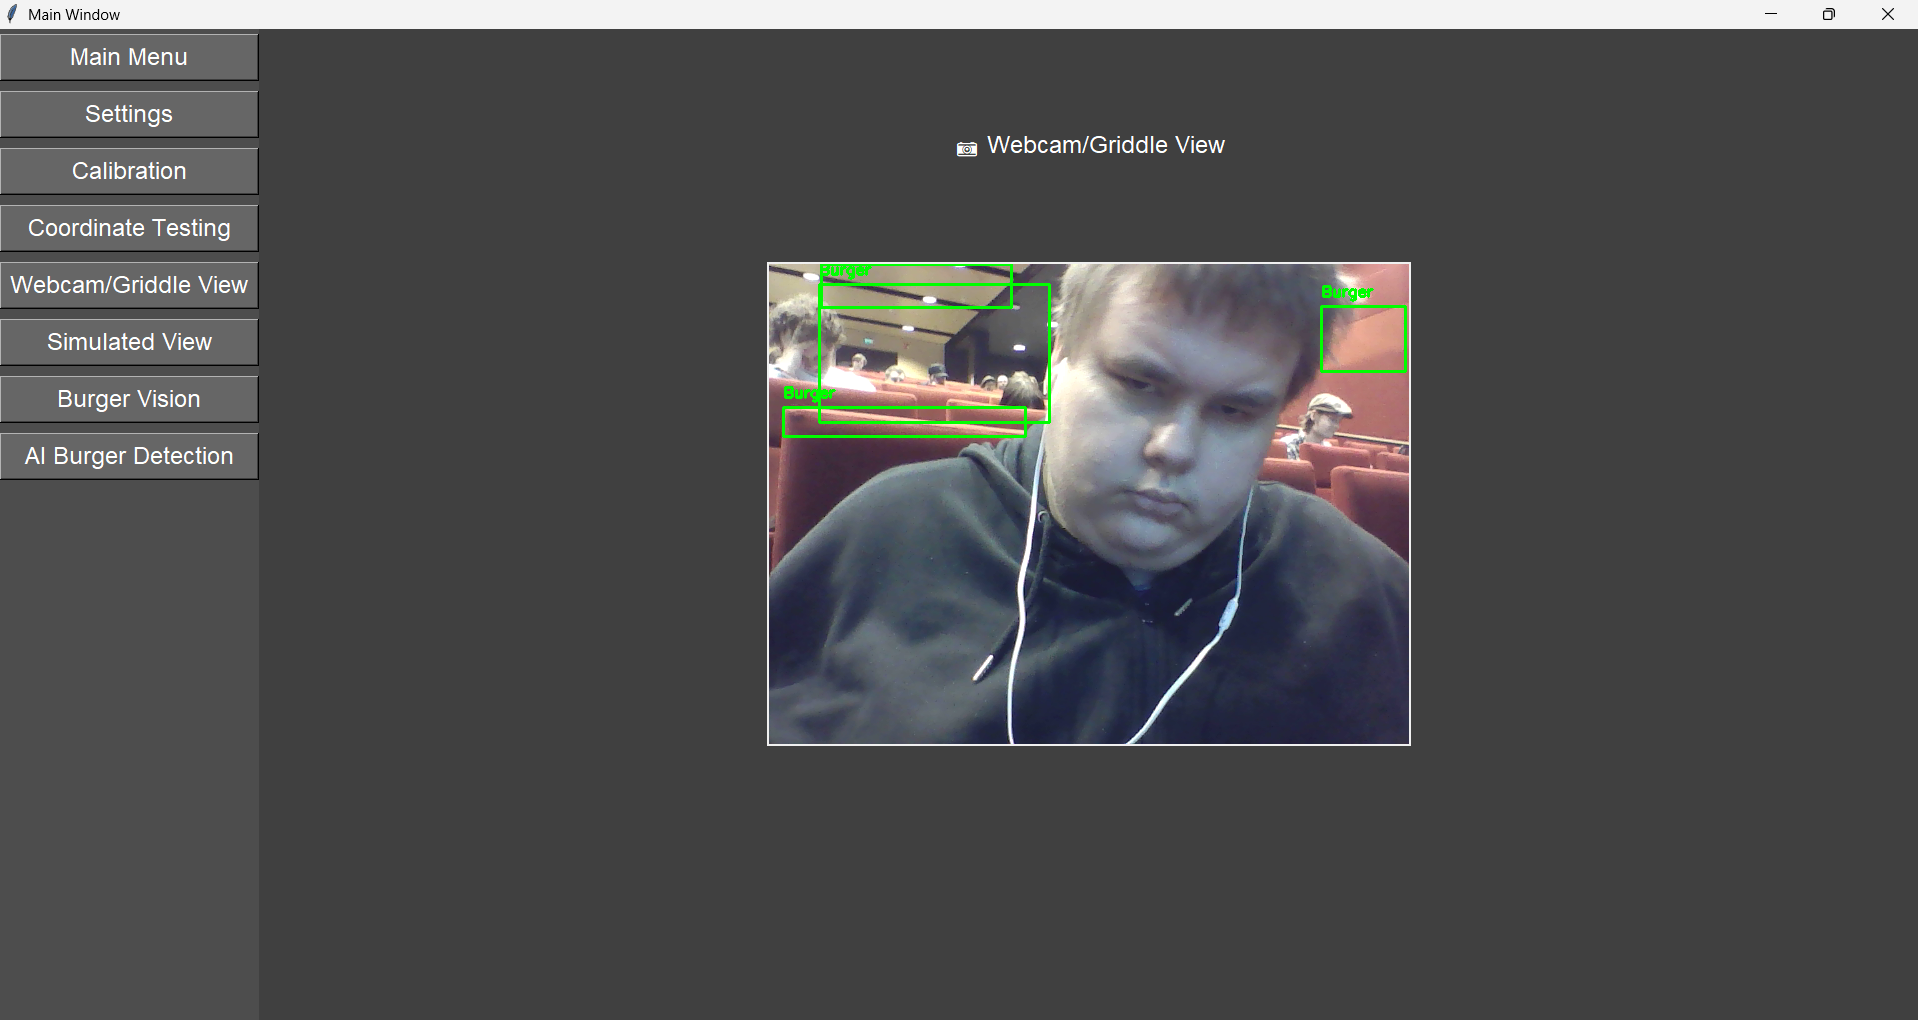 Main Window
Main Menu
Settings
Calibration
Coordinate Testing
Webcam/Griddle View
Simulated View
Burger Vision
AI Burger Detection
Webcam/Griddle View
Burger
Burger
Burger